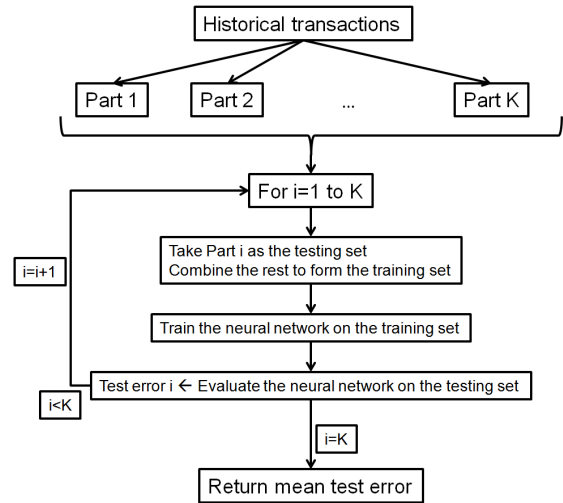 Historical transactions
Part 1
Part 2
...
Part K
For i=1 to K
Take Part i as the testing set
Combine the rest to form the training set
i=i+1
Train the neural network on the training set
Test error i ← Evaluate the neural network on the testing set
i<K
i=K
Return mean test error